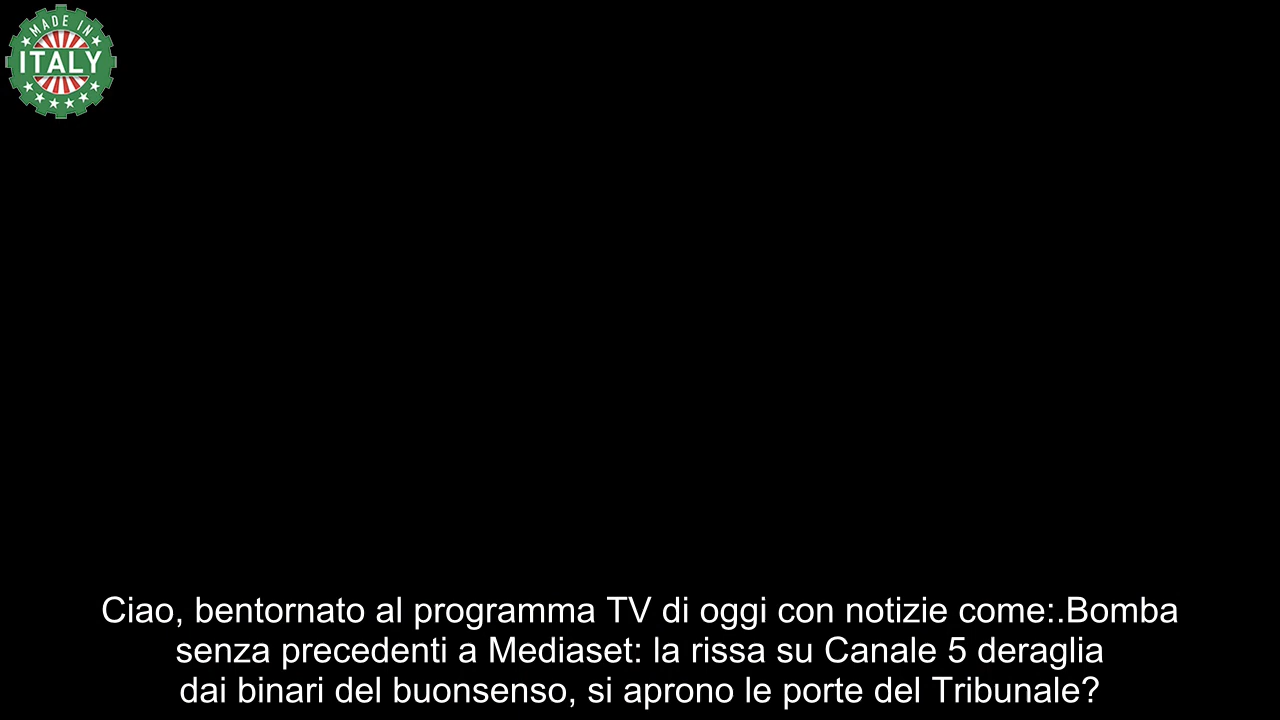 MADE IN
ITALY
Ciao, bentornato al programma TV di oggi con notizie come:.Bomba
senza precedenti a Mediaset: la rissa su Canale 5 deraglia
dai binari del buonsenso, si aprono le porte del Tribunale?